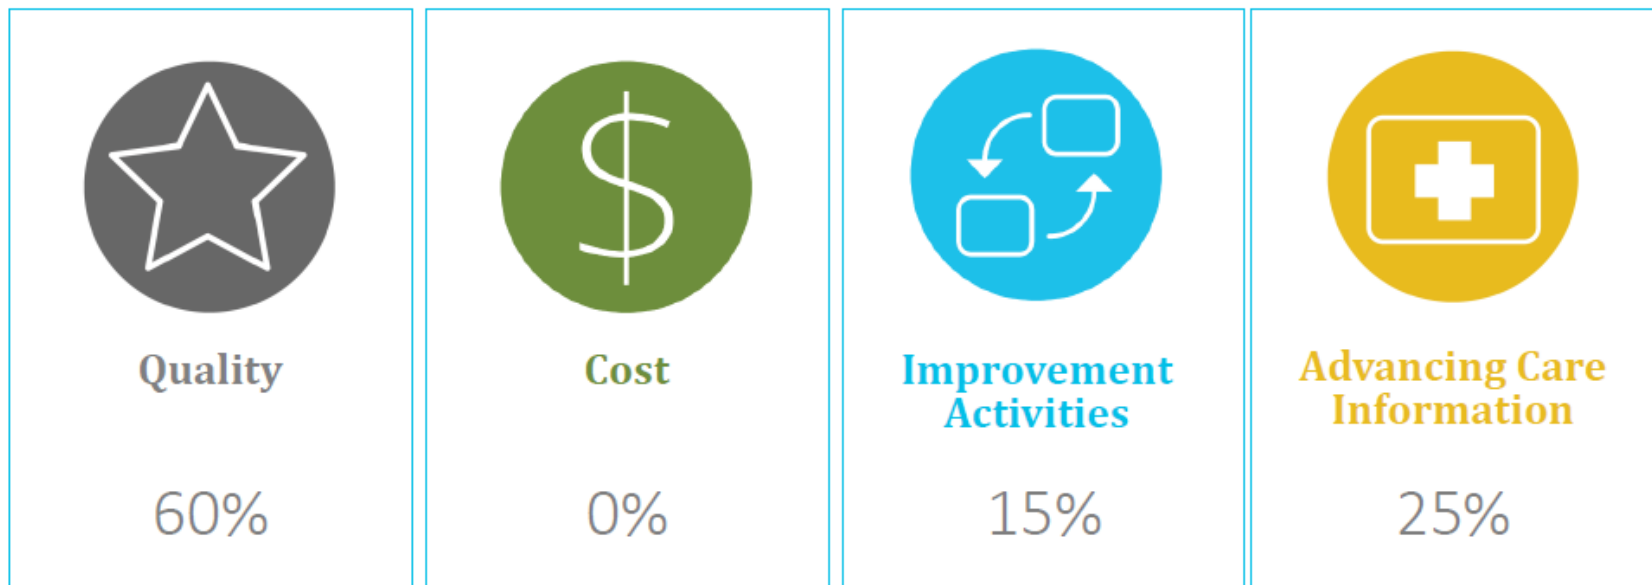 Quality
60%
Cost
0%
Improvement
Activities
15%
Advancing Care
Information
25%